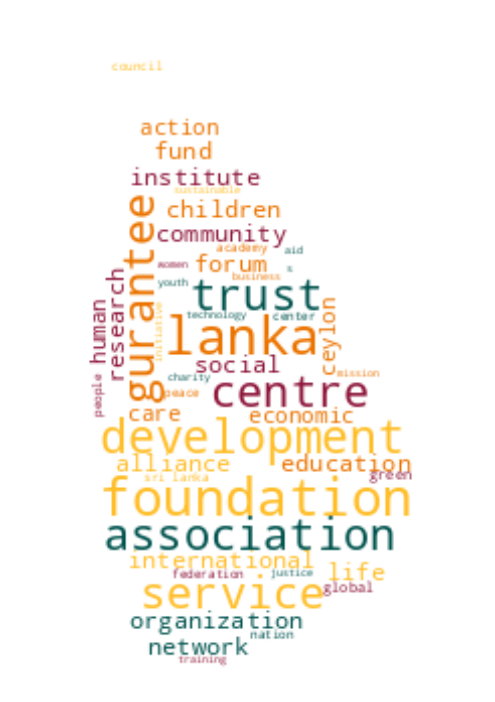 council
action
fund
institute
sustainable
children
gurantee
community
academy
aid
women
forum
s
business
youth
trust
research
human
technology
center
initiative
lanka
ceylon
social
mission
charity
people
centre
peace
care
economic
development
alliance
education
green
sri lanka
foundation
association
international
federation
justice
life
service
global
organization
nation
network
training